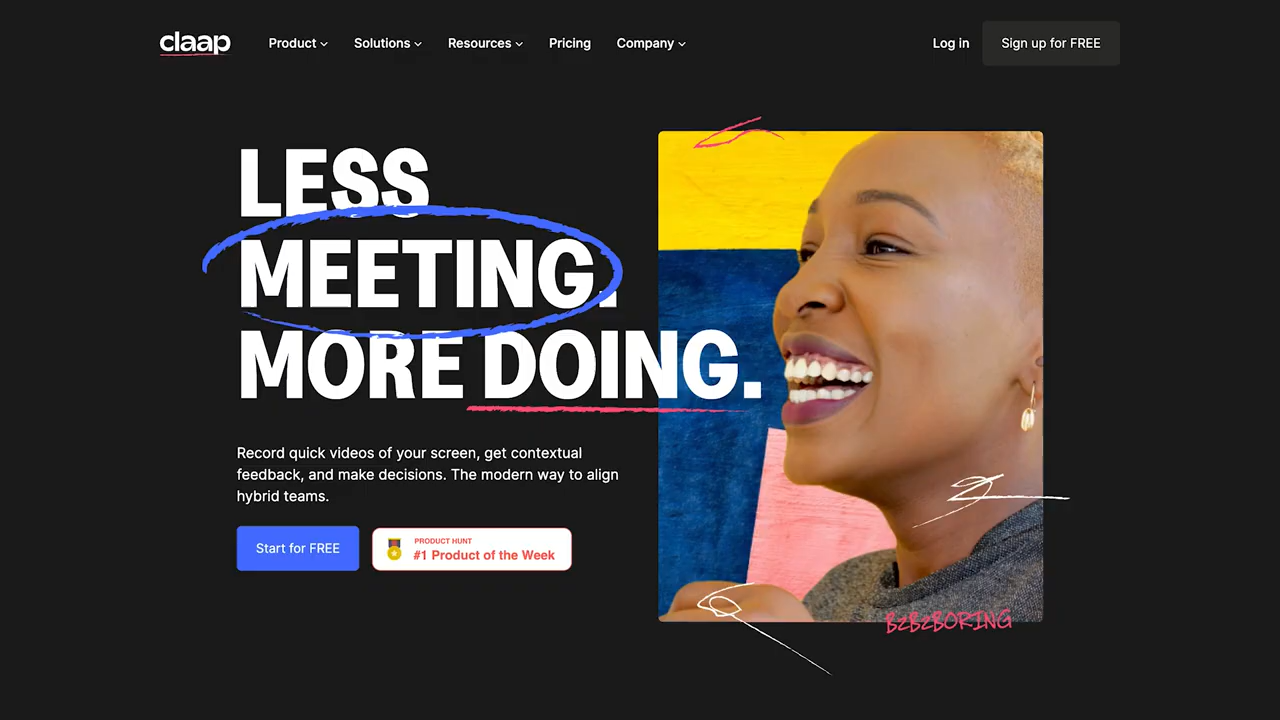 claap
Product
Solutions
Resources
Pricing
Company
Log in
Sign up for FREE
LESS
MEETING.
MORE DOING.
Record quick videos of your screen, get contextual
feedback, and make decisions. The modern way to align
hybrid teams.
Start for FREE
PRODUCT HUNT
#1 Product of the Week
B2B2BORING